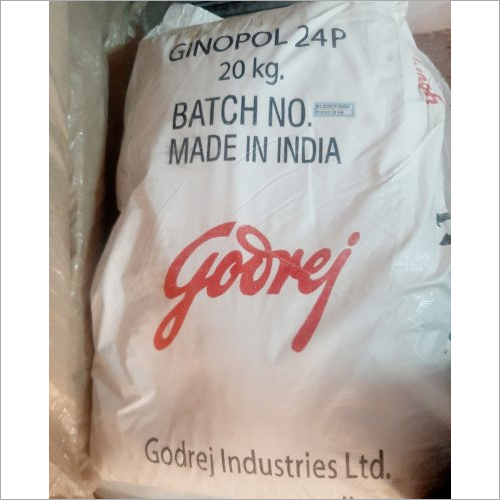 GINOPOL 24P
20 kg.
BATCH NO.
MADE IN INDIA
Godrej
Godrej Industries Ltd.